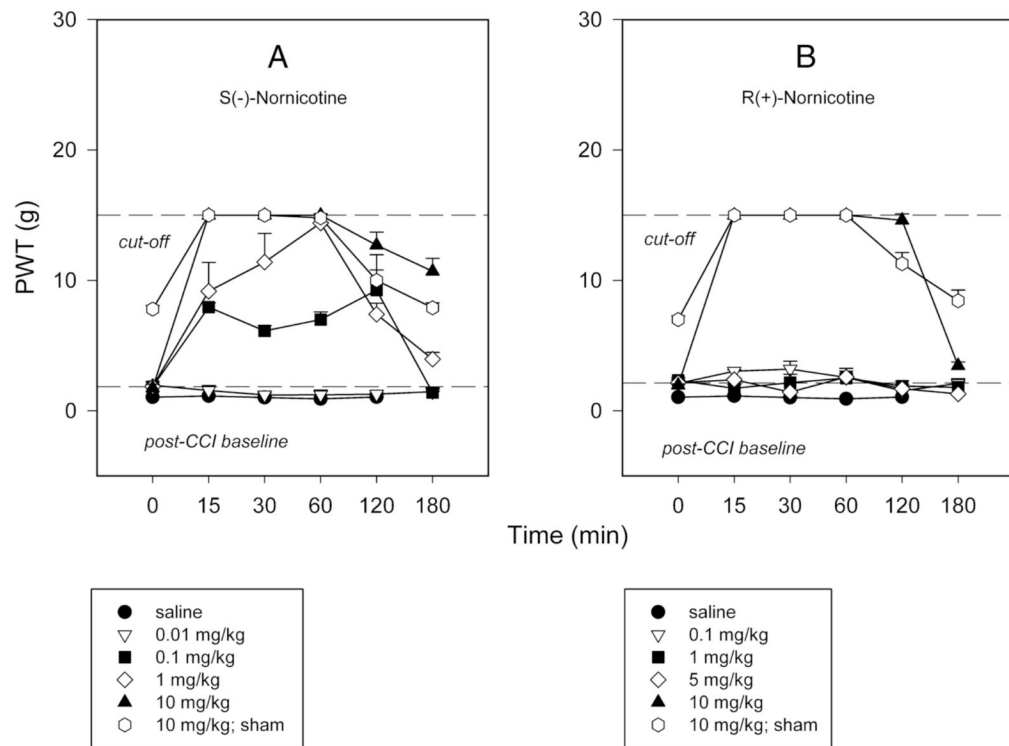 A
S(-)-Nornicotine
30
20
10
0
PWT (g)
cut-off
post-CCI baseline
0 15 30 60 120 180
B
R(+)-Nornicotine
30
20
10
0
cut-off
post-CCI baseline
0 15 30 60 120 180
Time (min)
saline
0.01 mg/kg
0.1 mg/kg
1 mg/kg
10 mg/kg
10 mg/kg; sham
saline
0.1 mg/kg
1 mg/kg
5 mg/kg
10 mg/kg
10 mg/kg; sham